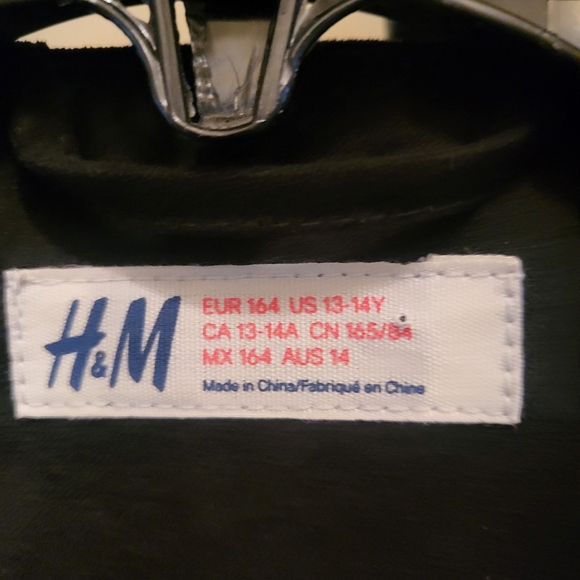 H&M
EUR 164 US 13-14Y
CA 13-14A CN 165/84
MX 164 AUS 14
Made in China/Fabriqué en Chine